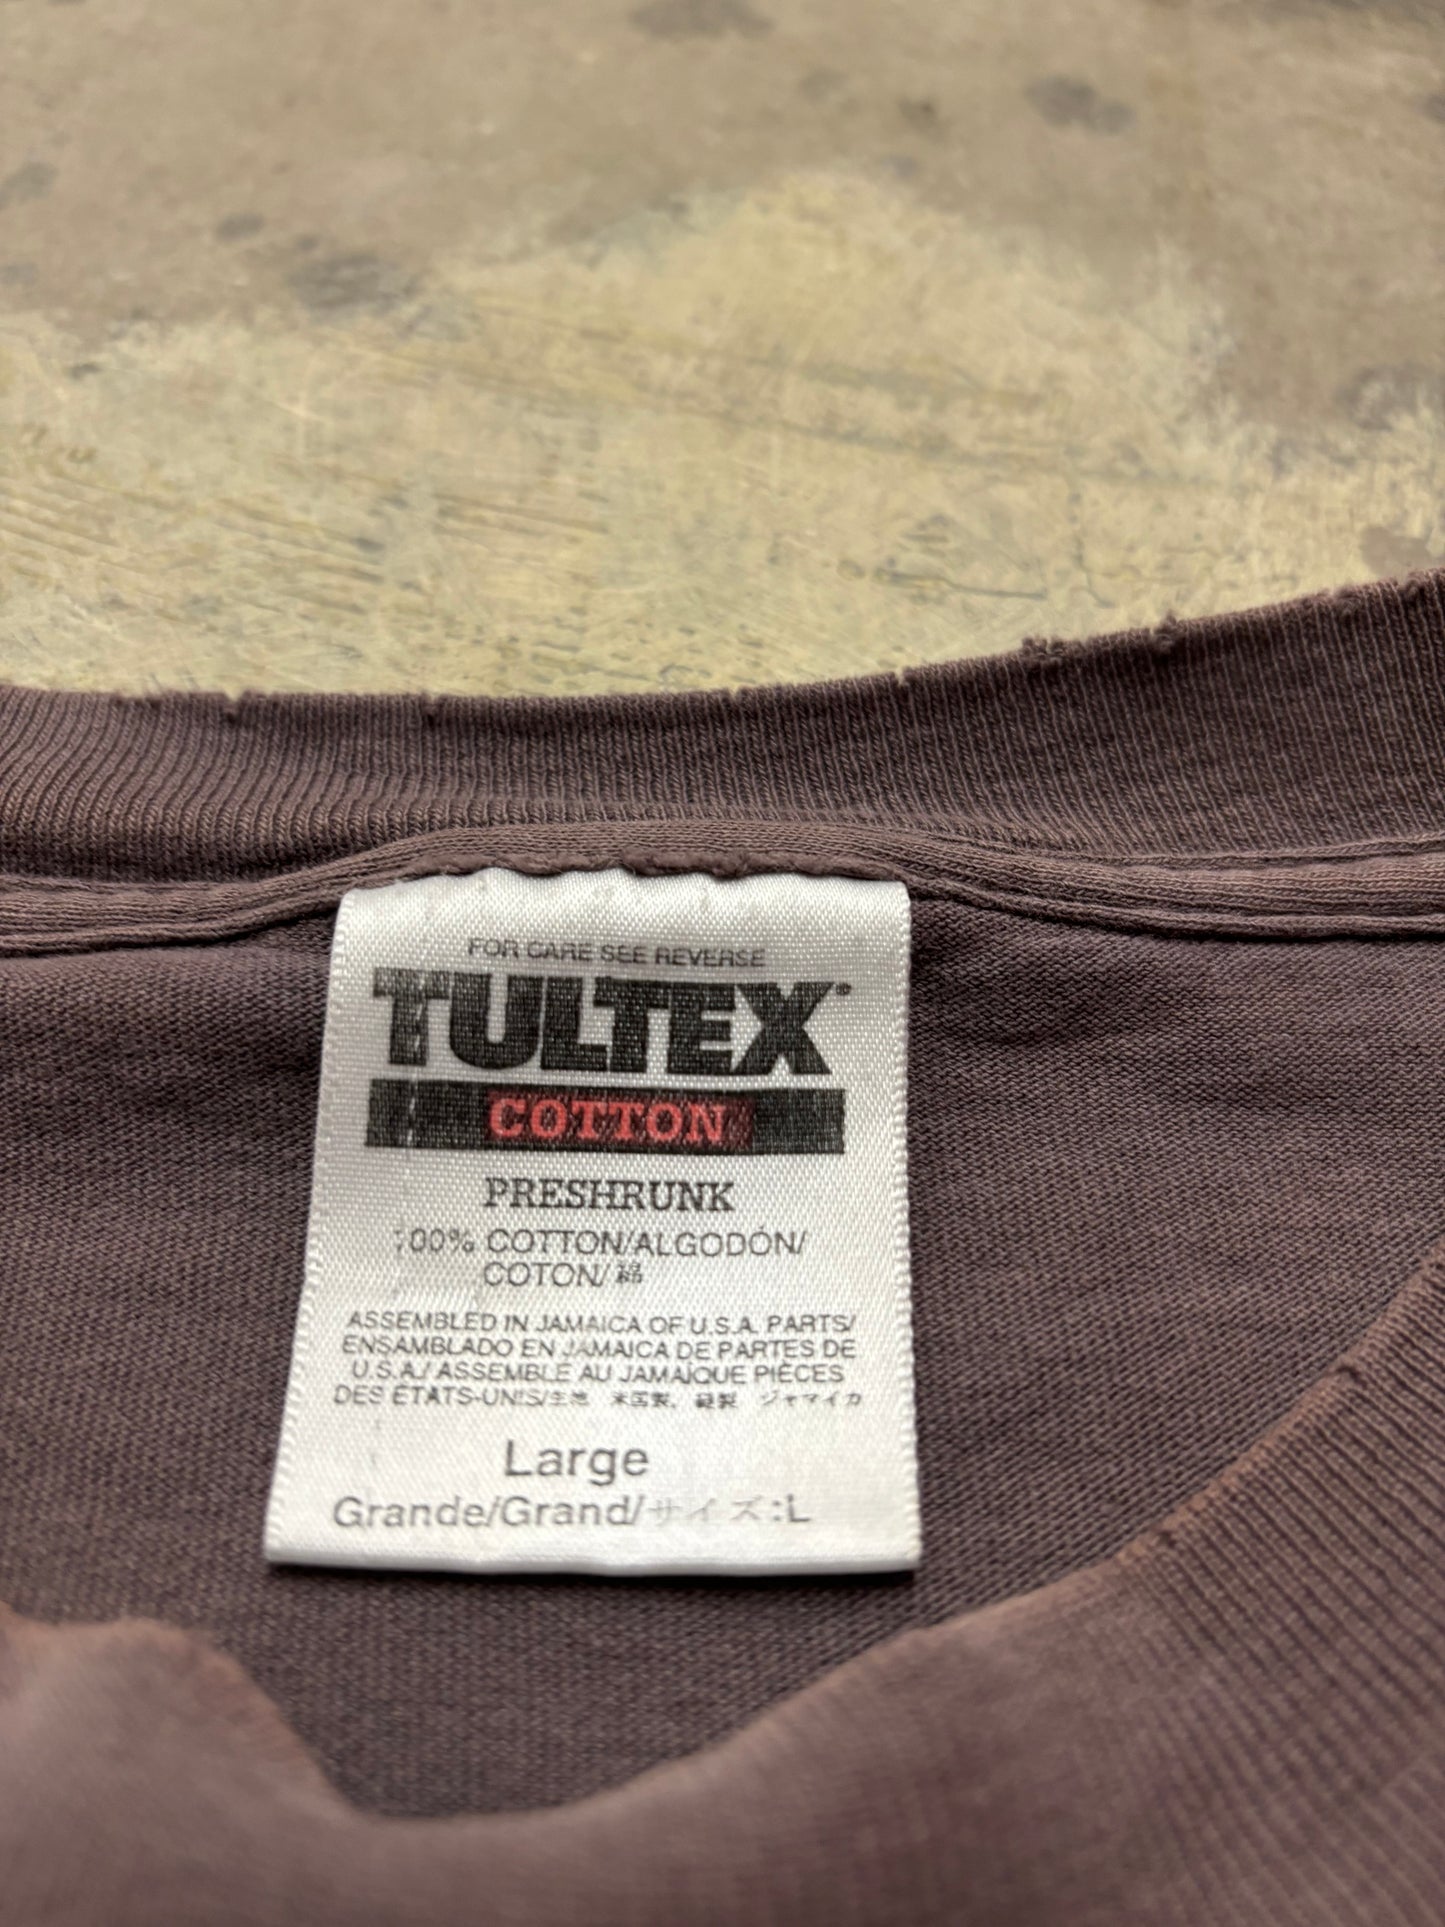 FOR CARE SEE REVERSE
TULTEX®
COTTON
PRESHRUNK
100% COTTON/ALGODÓN/
COTON/綿
ASSEMBLED IN JAMAICA OF U.S.A. PARTS/
ENSAMBLADO EN JAMAICA DE PARTES DE
U.S.A./ ASSEMBLÉ AU JAMAÏQUE PIÈCES
DES ÉTATS-UNIS/生地 米国製, 縫製 ジャマイカ
Large
Grande/Grand/サイズ:L